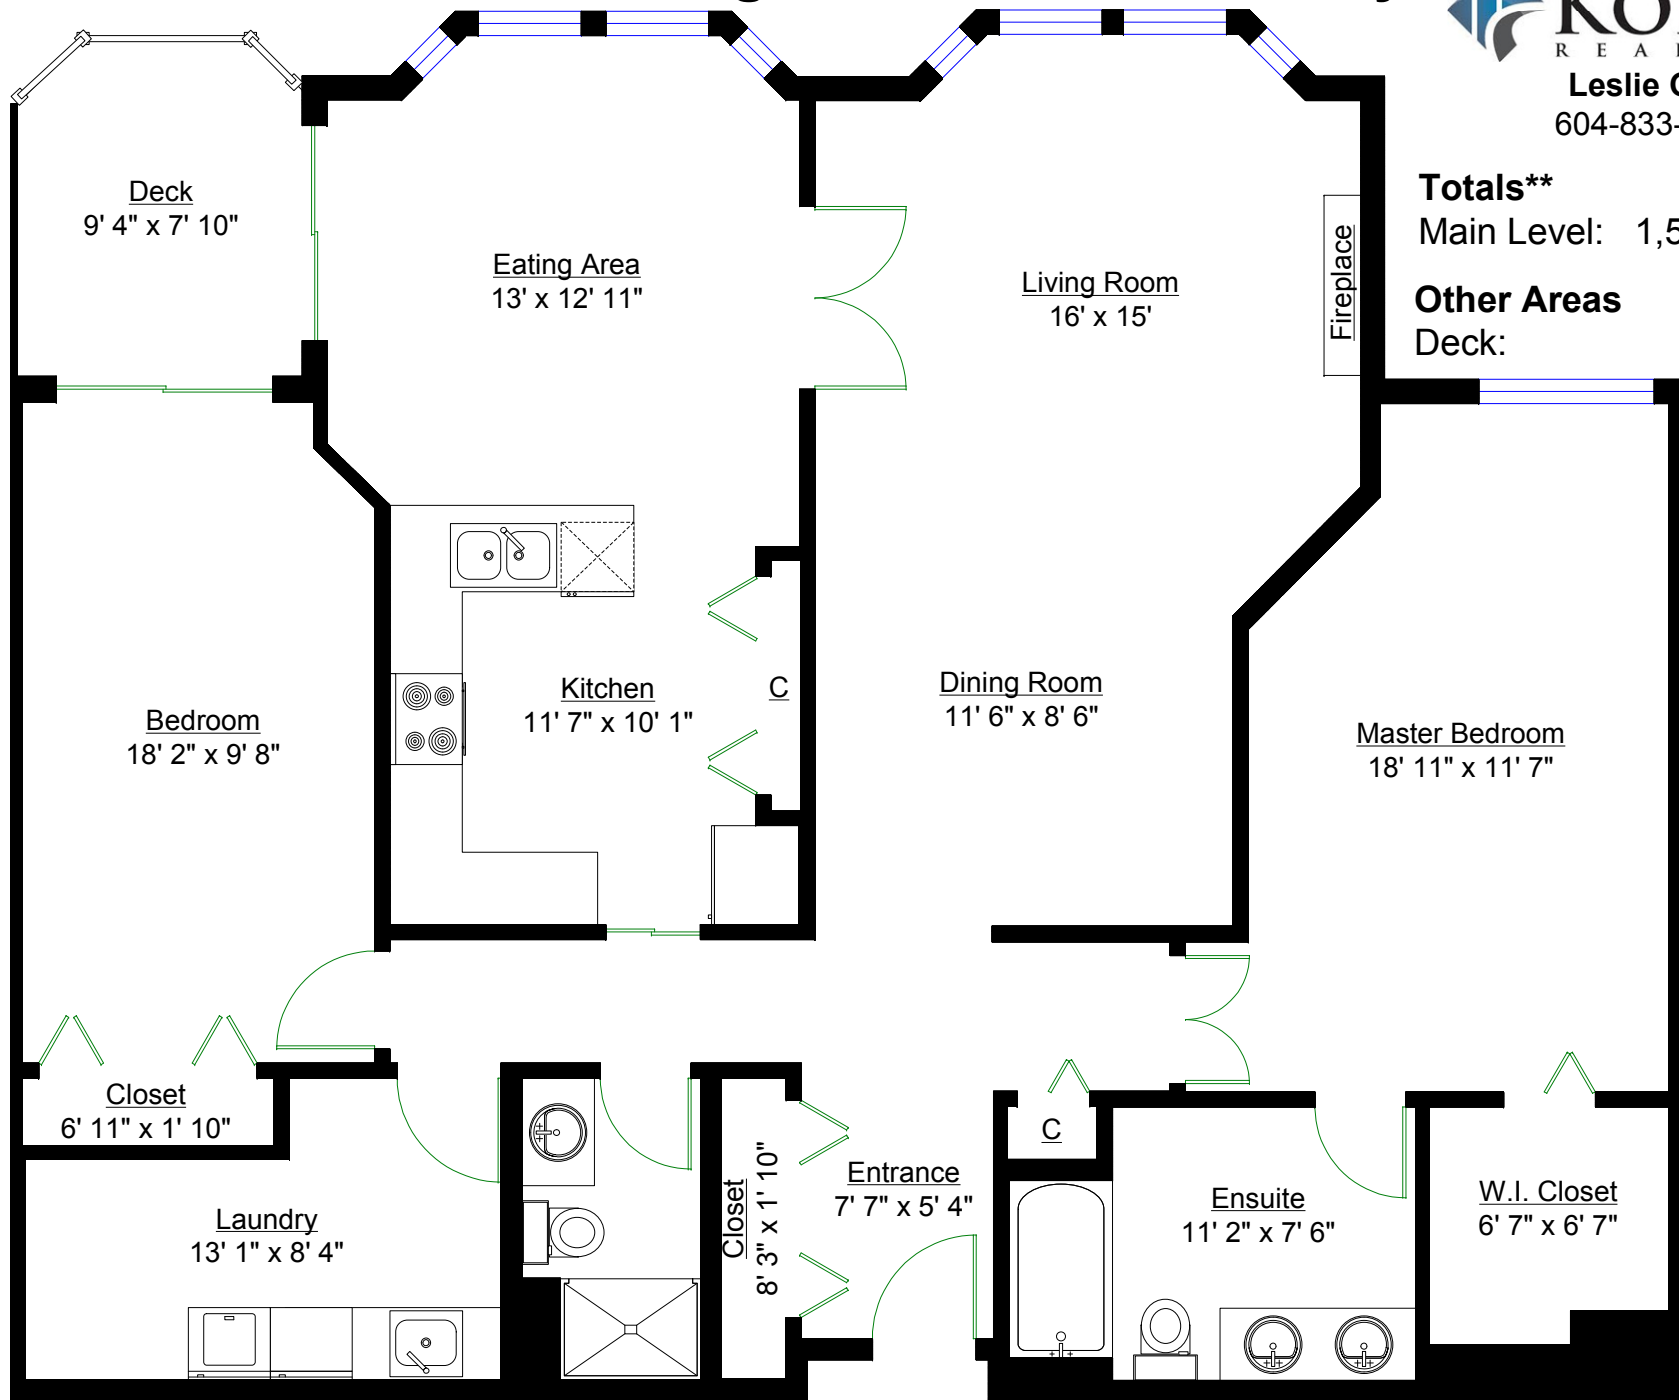 Leslie
604-833-
Totals**
Main Level: 1,5
Other Areas
Deck:
Deck
9' 4" x 7' 10"
Eating Area
13' x 12' 11"
Living Room
16' x 15'
Fireplace
Bedroom
18' 2" x 9' 8"
Kitchen
11' 7" x 10' 1"
C
Dining Room
11' 6" x 8' 6"
Master Bedroom
18' 11" x 11' 7"
Closet
6' 11" x 1' 10"
Laundry
13' 1" x 8' 4"
Closet
8' 3" x 1' 10"
Entrance
7' 7" x 5' 4"
C
Ensuite
11' 2" x 7' 6"
W.I. Closet
6' 7" x 6' 7"